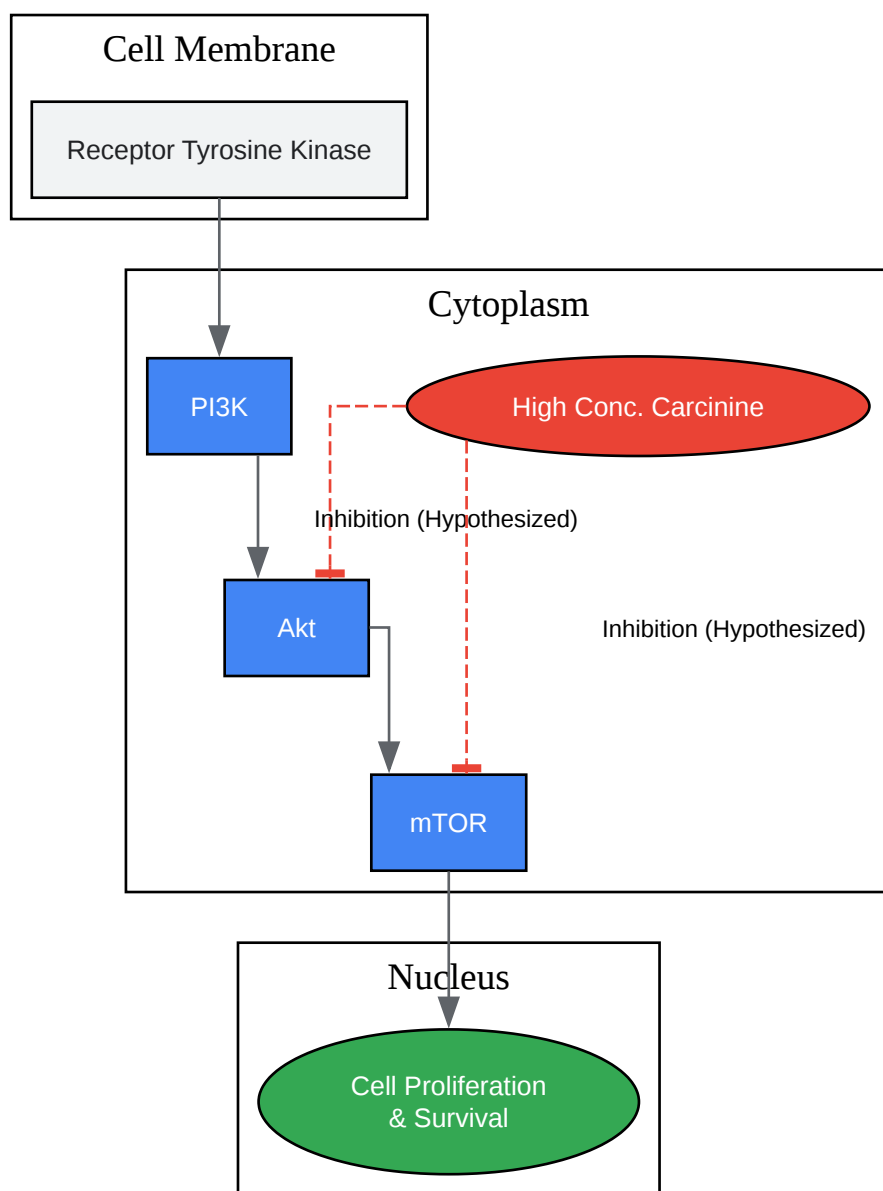 Cell Membrane
Receptor Tyrosine Kinase
Cytoplasm
PI3K
High Conc. Carcinine
Inhibition (Hypothesized)
Akt
Inhibition (Hypothesized)
mTOR
Nucleus
Cell Proliferation
& Survival